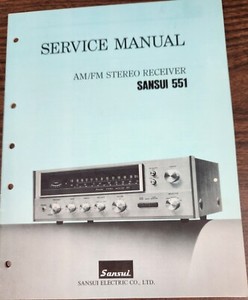 SERVICE MANUAL
AM/FM STEREO RECEIVER
SANSUI 551
Sansui
SANSUI ELECTRIC CO., LTD.